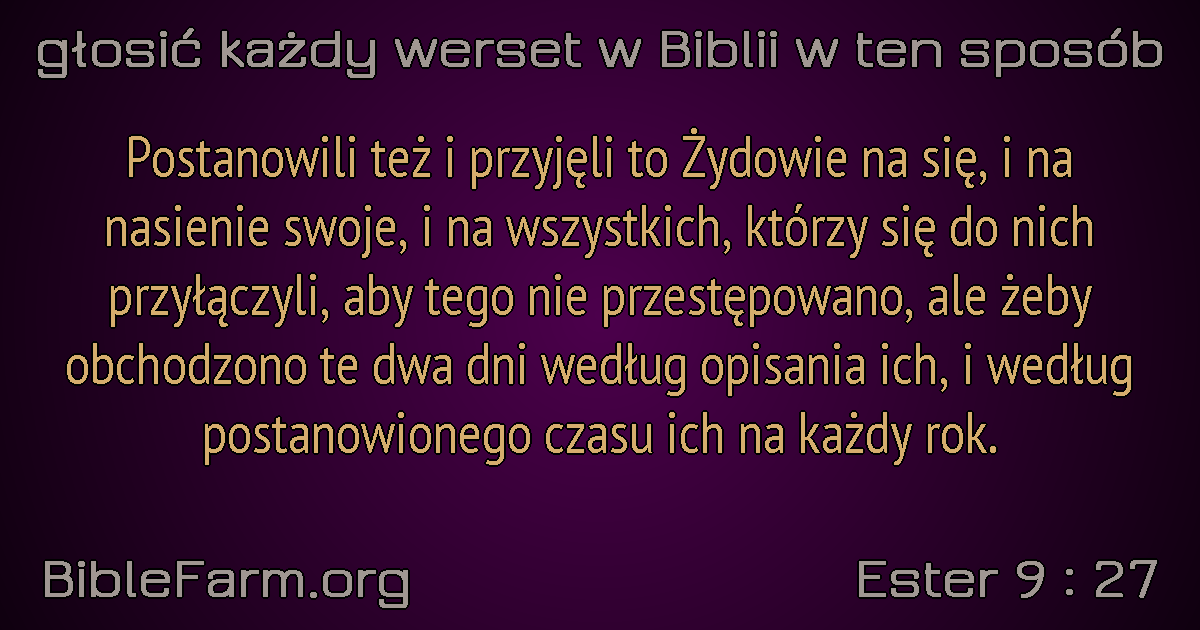 głosić każdy werset w Biblii w ten sposób
Postanowili też i przyjęli to Żydowie na się, i na
nasienie swoje, i na wszystkich, którzy się do nich
przyłączyli, aby tego nie przestępowano, ale żeby
obchodzono te dwa dni według opisania ich, i według
postanowionego czasu ich na każdy rok.
BibleFarm.org
Ester 9 : 27